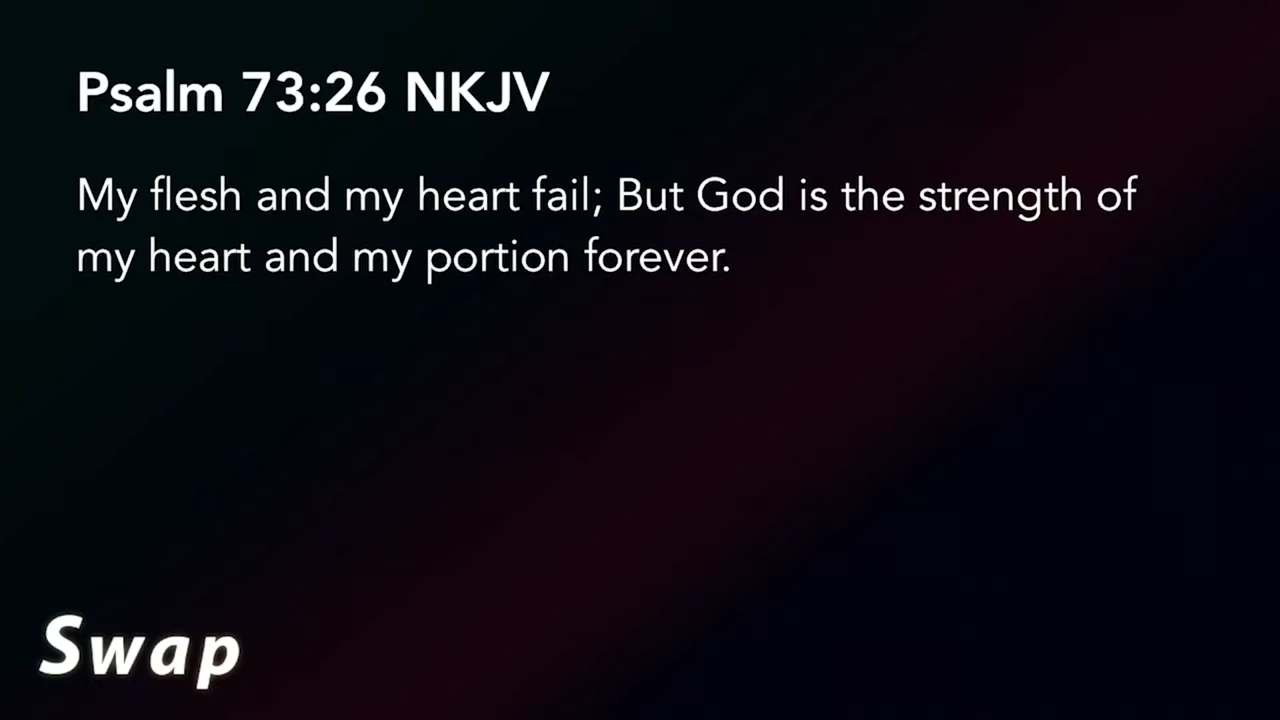 Psalm 73:26 NKJV
My flesh and my heart fail; But God is the strength of
my heart and my portion forever.
Swap